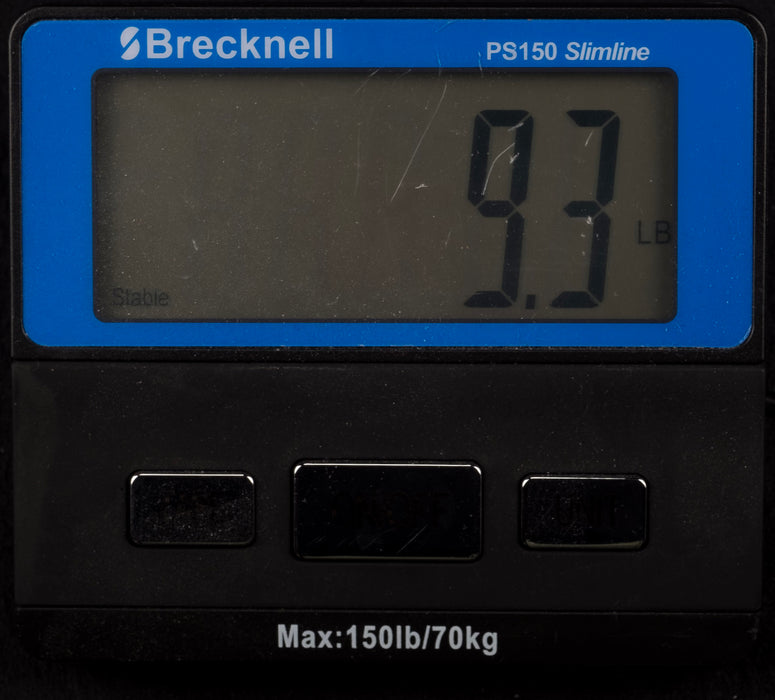 Brecknell
PS150 Slimline
9.3
LB
Stable
Max:150lb/70kg